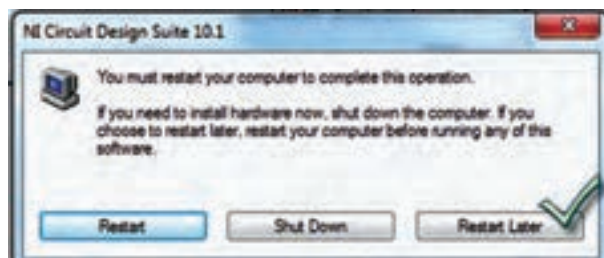 NI Circuit Design Suite 10.1
You must restart your computer to complete this operation.
If you need to install hardware now, shut down the computer. If you
choose to restart later, restart your computer before running any of this
software.
Restart
Shut Down
Restart Later